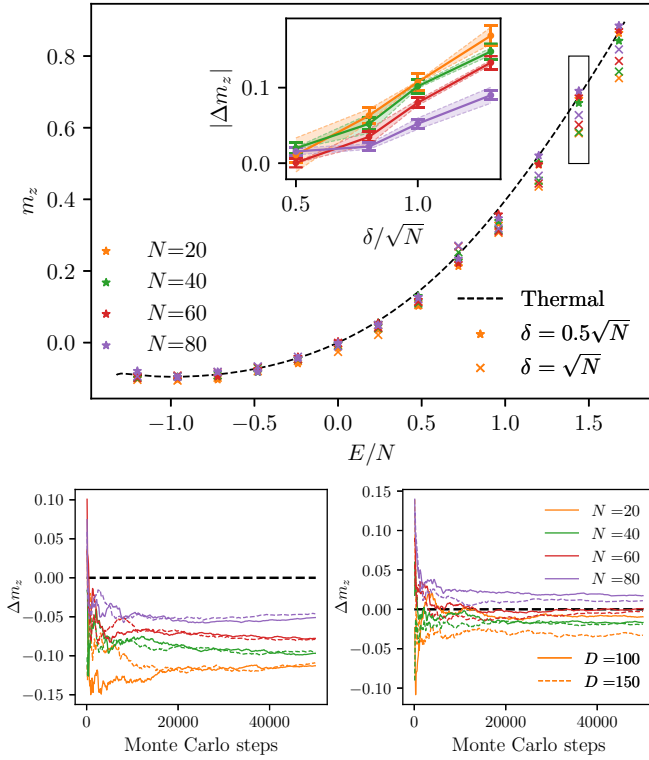 0.8
0.6
0.4
0.2
0.0
m_z
−1.0 −0.5 0.0 0.5 1.0 1.5
E/N
0.1
0.0
|Δm_z|
0.5 1.0
δ/√N
N=20
N=40
N=60
N=80
Thermal
δ = 0.5√N
δ = √N
0.10
0.05
0.00
−0.05
−0.10
−0.15
Δm_z
0 20000 40000
Monte Carlo steps
0.15
0.10
0.05
0.00
−0.05
−0.10
Δm_z
0 20000 40000
Monte Carlo steps
N =20
N =40
N =60
N =80
D =100
D =150